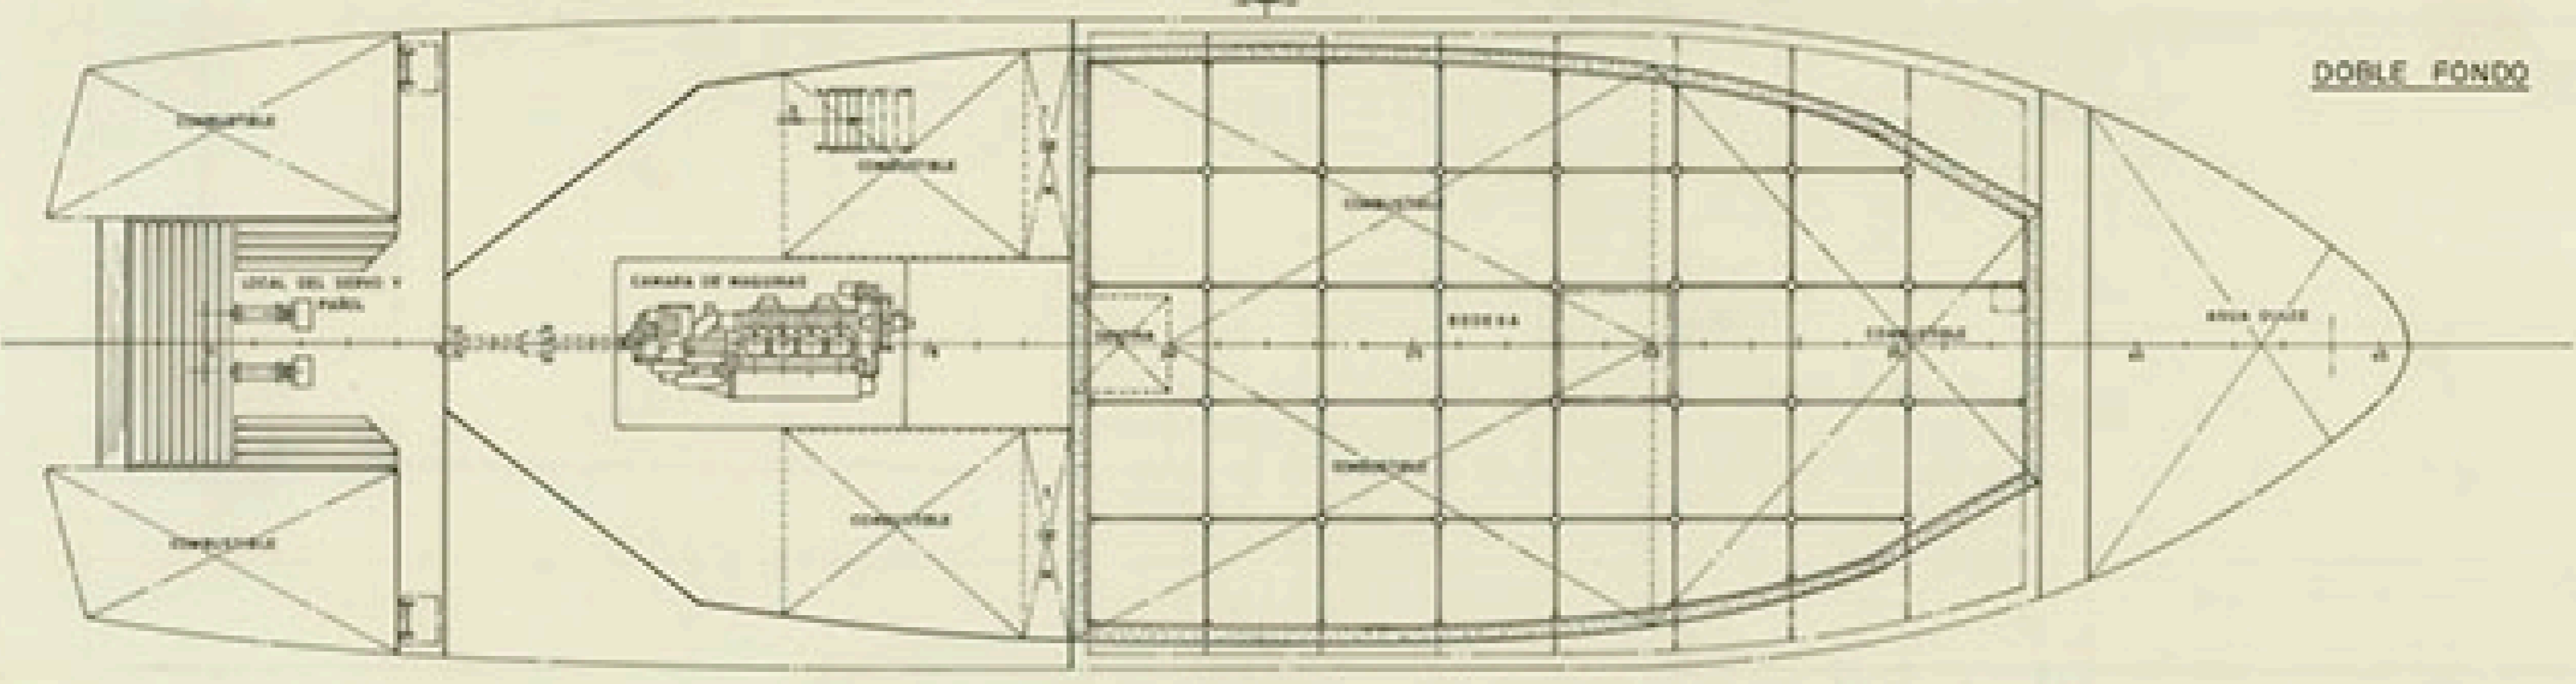 DOBLE FONDO
COMBUSTIBLE
COMBUSTIBLE
LOCAL DEL SERVO Y
PAÑOL
CAMARA DE MAQUINAS
COMBUSTIBLE
COMBUSTIBLE
COMBUSTIBLE
BODEGA
COMBUSTIBLE
COMBUSTIBLE
AGUA DULCE
COMBUSTIBLE